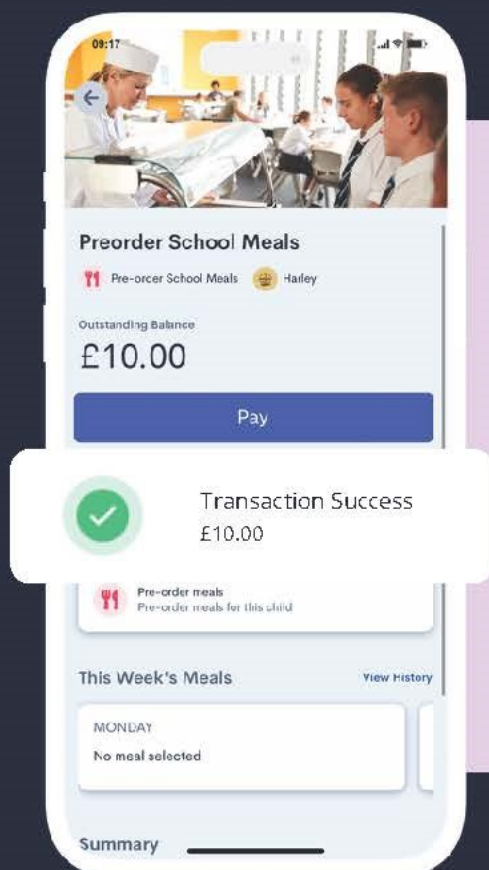 09:17
Preorder School Meals
Pre-orcer School Meals Harley
Outstanding Balance
£10.00
Pay
Transaction Success
£10.00
Pre-order meals
Pre-order meals for this child
This Week's Meals View History
MONDAY
No meal selected
Summary